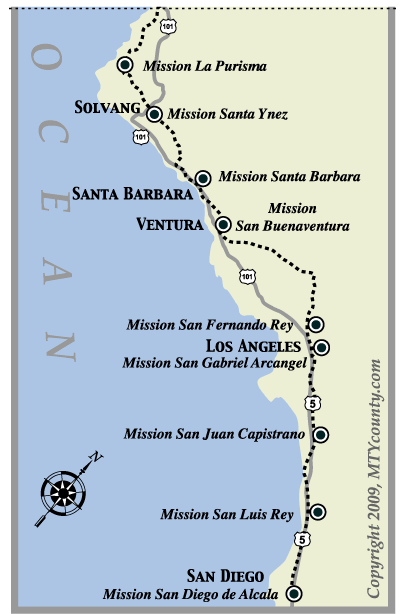 101
Mission La Purisma
SOLVANG
Mission Santa Ynez
101
Mission Santa Barbara
SANTA BARBARA
Mission
San Buenaventura
VENTURA
101
OCEAN
Mission San Fernando Rey
LOS ANGELES
Mission San Gabriel Arcangel
5
Mission San Juan Capistrano
N
Mission San Luis Rey
5
SAN DIEGO
Mission San Diego de Alcala
Copyright 2009, MTYcounty.com